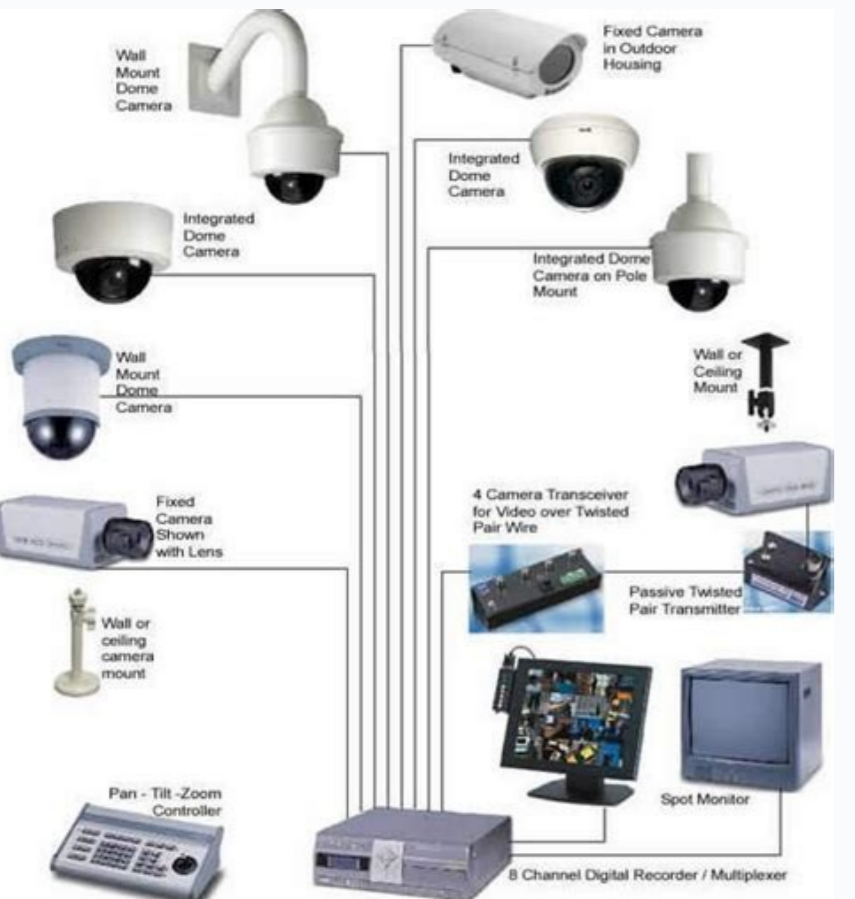 Wall
Mount
Dome
Camera
Fixed Camera
in Outdoor
Housing
Integrated
Dome
Camera
Integrated
Dome
Camera
Integrated Dome
Camera on Pole
Mount
Wall
Mount
Dome
Camera
Wall or
Ceiling
Mount
Fixed
Camera
Shown
with Lens
4 Camera Transceiver
for Video over Twisted
Pair Wire
Passive Twisted
Pair Transmitter
Wall or
ceiling
camera
mount
Pan - Tilt -Zoom
Controller
Spot Monitor
8 Channel Digital Recorder / Multiplexer